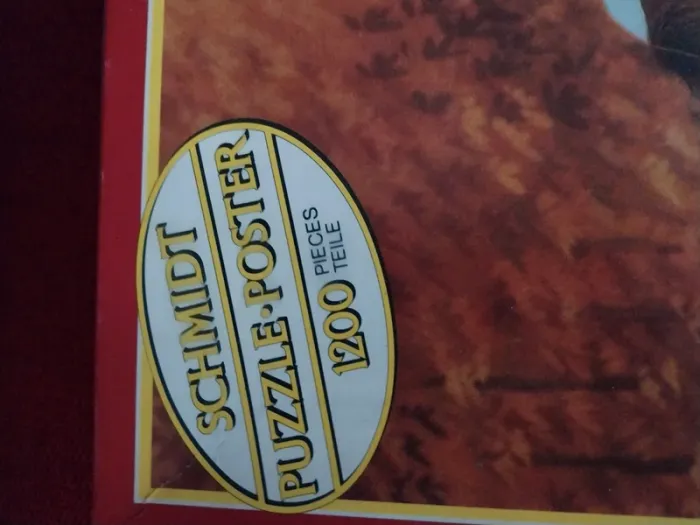 SCHMIDT
PUZZLE•POSTER
1200 PIECES
TEILE